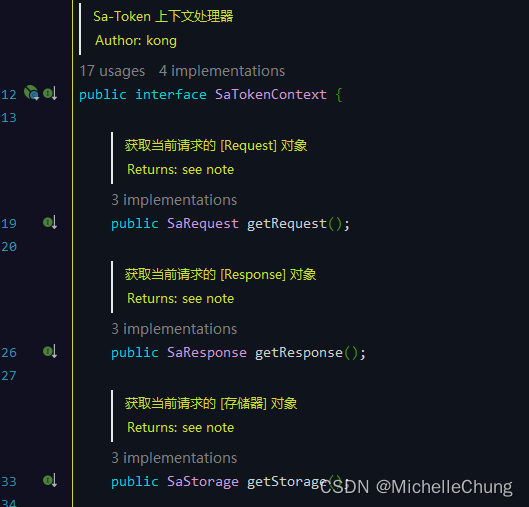 Sa-Token 上下文处理器
Author: kong
17 usages 4 implementations
12 public interface SaTokenContext {
13
获取当前请求的 [Request] 对象
Returns: see note
3 implementations
19 public SaRequest getRequest();
20
获取当前请求的 [Response] 对象
Returns: see note
3 implementations
26 public SaResponse getResponse();
27
获取当前请求的 [存储器] 对象
Returns: see note
3 implementations
33 public SaStorage getStorage();
CSDN @MichelleChung
34